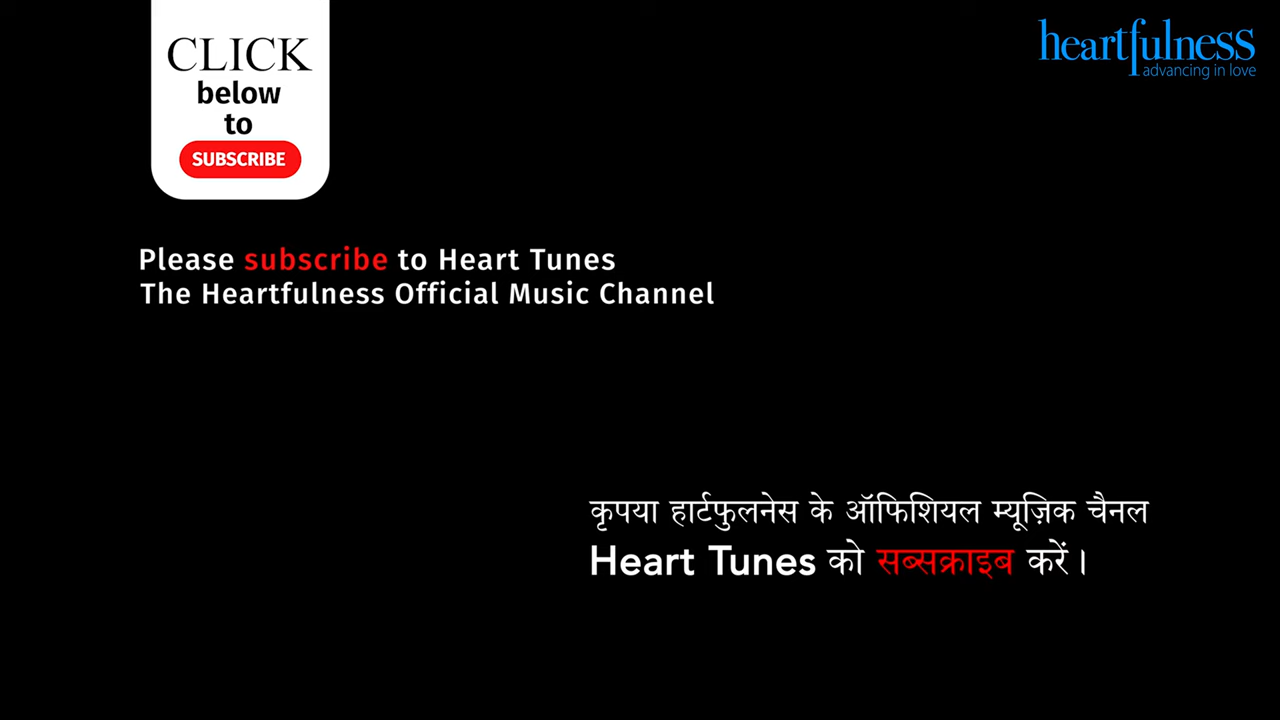 CLICK
below
to
SUBSCRIBE
heartfulness
advancing in love
Please subscribe to Heart Tunes
The Heartfulness Official Music Channel
कृपया हार्टफुलनेस के ऑफिशियल म्यूज़िक चैनल
Heart Tunes को सब्सक्राइब करें।